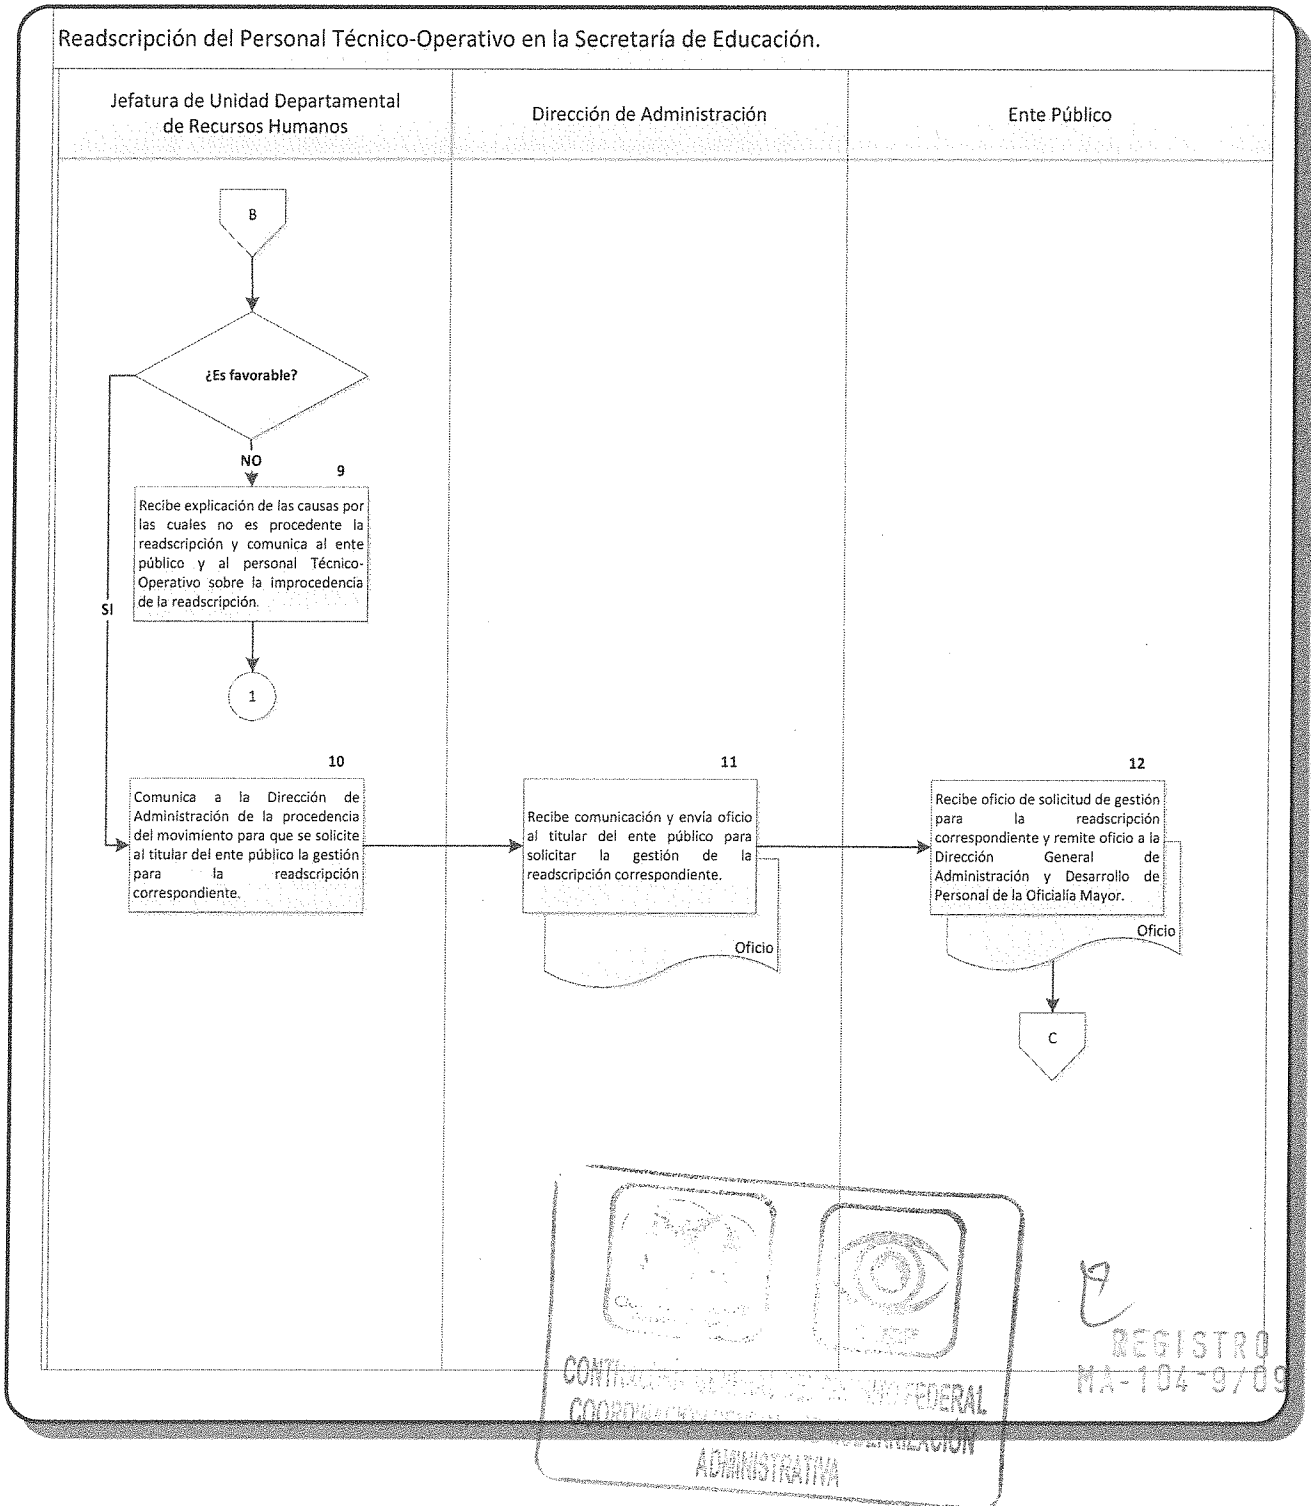 Readscripción del Personal Técnico-Operativo en la Secretaría de Educación.
Jefatura de Unidad Departamental
de Recursos Humanos
Dirección de Administración
Ente Público
B
¿Es favorable?
NO
9
Recibe explicación de las causas por
las cuales no es procedente la
readscripción y comunica al ente
público y al personal Técnico-
Operativo sobre la improcedencia
de la readscripción.
SI
1
10
Comunica a la Dirección de
Administración de la procedencia
del movimiento para que se solicite
al titular del ente público la gestión
para la readscripción
correspondiente.
11
Recibe comunicación y envía oficio
al titular del ente público para
solicitar la gestión de la
readscripción correspondiente.
Oficio
12
Recibe oficio de solicitud de gestión
para la readscripción
correspondiente y remite oficio a la
Dirección General de
Administración y Desarrollo de
Personal de la Oficialía Mayor.
Oficio
C
FEDERAL
ADMINISTRATIVA
REGISTRO
MA-104-9/09